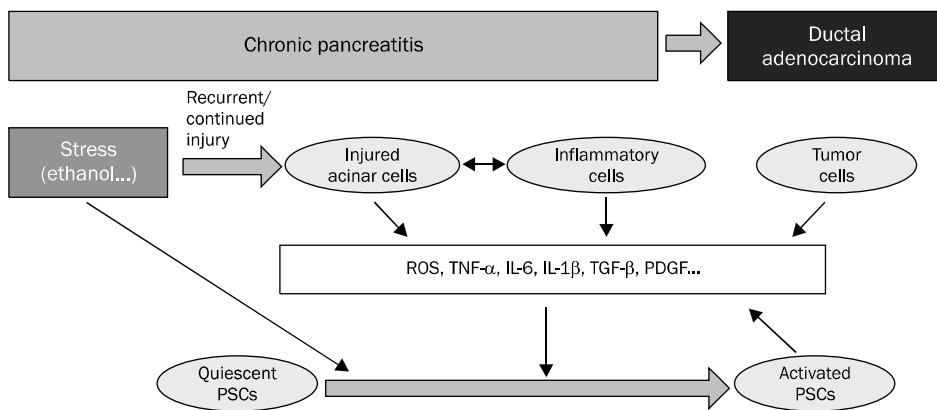 Chronic pancreatitis
Ductal
adenocarcinoma
Recurrent/
continued
injury
Stress
(ethanol...)
Injured
acinar cells
Inflammatory
cells
Tumor
cells
ROS, TNF-α, IL-6, IL-1β, TGF-β, PDGF...
Quiescent
PSCs
Activated
PSCs